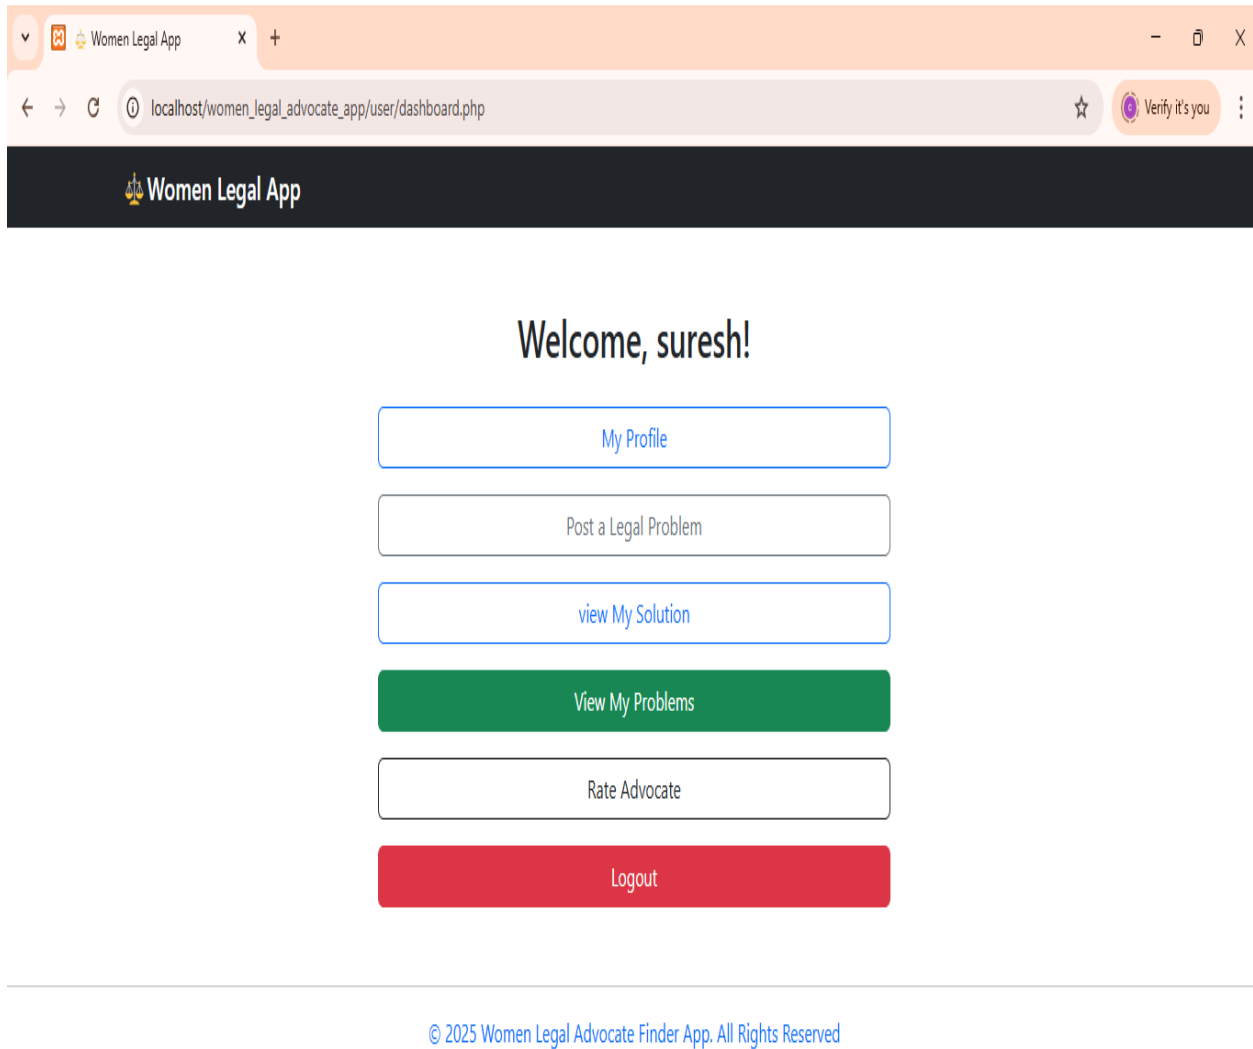 Women Legal App
localhost/women_legal_advocate_app/user/dashboard.php
Verify it's you
Women Legal App
Welcome, suresh!
My Profile
Post a Legal Problem
view My Solution
View My Problems
Rate Advocate
Logout
© 2025 Women Legal Advocate Finder App. All Rights Reserved